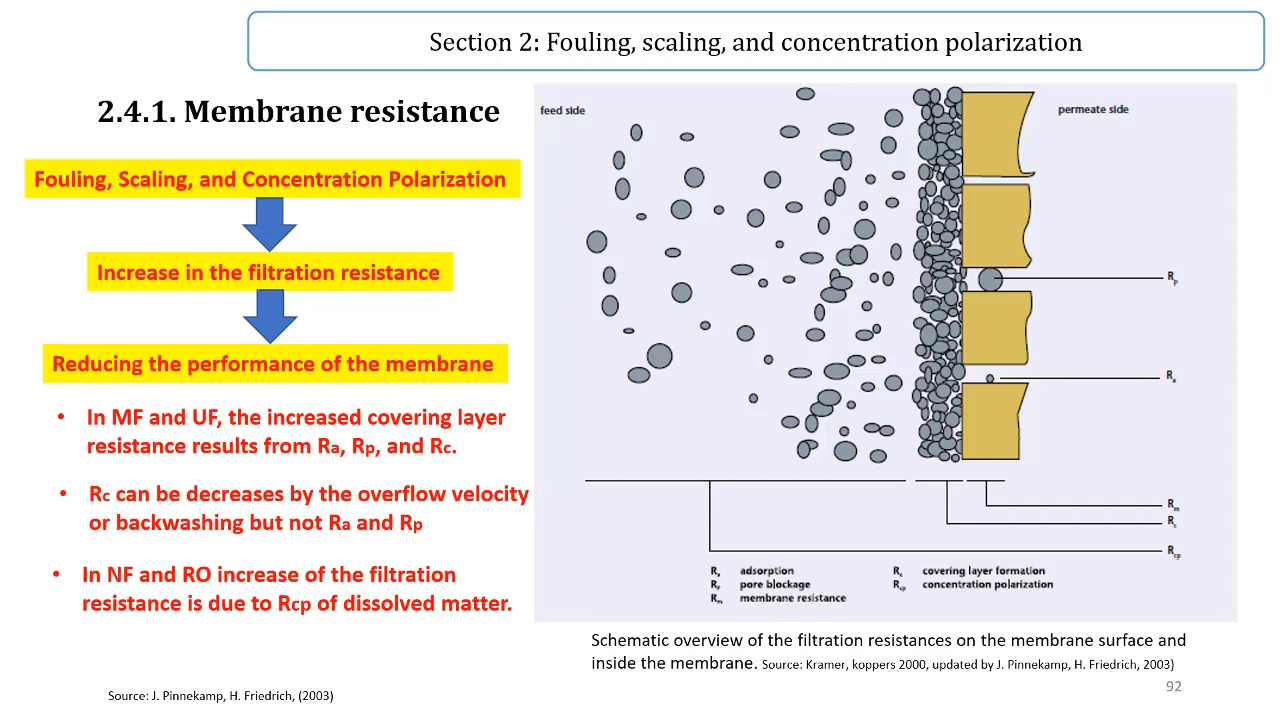 Section 2: Fouling, scaling, and concentration polarization
2.4.1. Membrane resistance
Fouling, Scaling, and Concentration Polarization
Increase in the filtration resistance
Reducing the performance of the membrane
• In MF and UF, the increased covering layer
resistance results from Ra, Rp, and Rc.
• Rc can be decreases by the overflow velocity
or backwashing but not Ra and Rp
• In NF and RO increase of the filtration
resistance is due to Rcp of dissolved matter.
Source: J. Pinnekamp, H. Friedrich, (2003)
feed side
permeate side
Rp
Ra
Rm
Rc
Rcp
Ra adsorption
Rp pore blockage
Rm membrane resistance
Rc covering layer formation
Rcp concentration polarization
Schematic overview of the filtration resistances on the membrane surface and
inside the membrane. Source: Kramer, koppers 2000, updated by J. Pinnekamp, H. Friedrich, 2003)
92